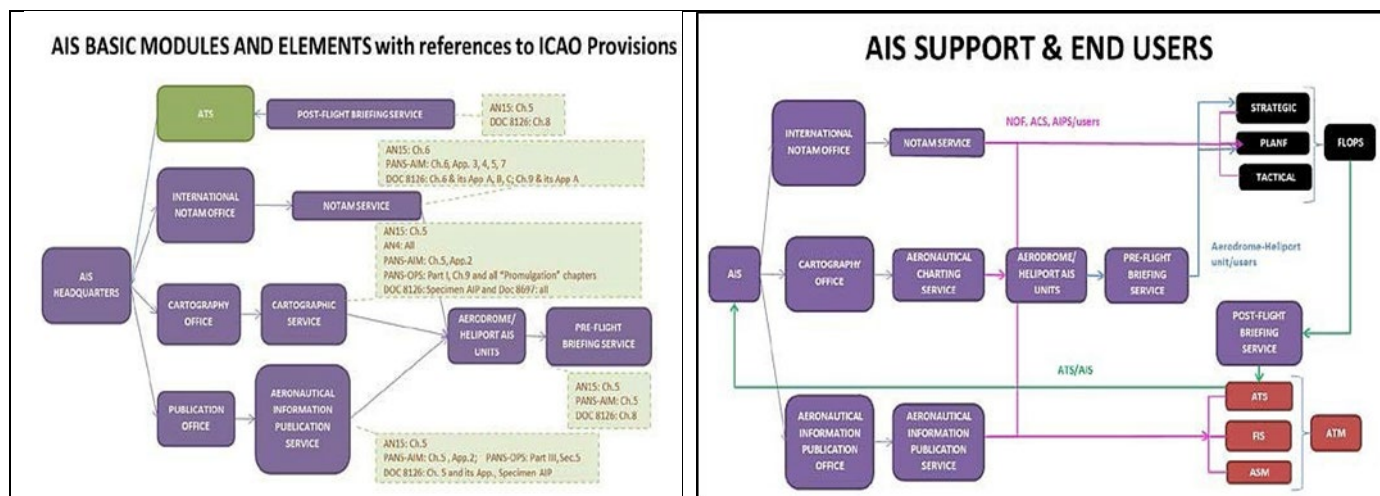 AIS BASIC MODULES AND ELEMENTS with references to ICAO Provisions
ATS
POST-FLIGHT BRIEFING SERVICE
AN15: Ch.5
DOC 8126: Ch.8
AN15: Ch.6
PANS-AIM: Ch.6, App. 3, 4, 5, 7
DOC 8126: Ch.6 & its App A, B, C; Ch.9 & its App A
INTERNATIONAL
NOTAM OFFICE
NOTAM SERVICE
AN15: Ch.5
AN4: All
PANS-AIM: Ch.5, App.2
PANS-OPS: Part I, Ch.9 and all "Promulgation" chapters
DOC 8126: Specimen AIP and Doc 8697: all
AIS
HEADQUARTERS
CARTOGRAPHY
OFFICE
CARTOGRAPHIC
SERVICE
AERODROME/
HELIPORT AIS
UNITS
PRE-FLIGHT
BRIEFING SERVICE
AN15: Ch.5
PANS-AIM: Ch.5
DOC 8126: Ch.8
PUBLICATION
OFFICE
AERONAUTICAL
INFORMATION
PUBLICATION
SERVICE
AN15: Ch.5
PANS-AIM: Ch.5 , App.2; PANS-OPS: Part III, Sec.5
DOC 8126: Ch. 5 and its App., Specimen AIP
AIS SUPPORT & END USERS
INTERNATIONAL
NOTAM OFFICE
NOTAM SERVICE
NOF, ACS, AIPS/users
STRATEGIC
PLANF
TACTICAL
FLOPS
Aerodrome-Heliport
unit/users
AIS
CARTOGRAPHY
OFFICE
AERONAUTICAL
CHARTING
SERVICE
AERODROME/
HELIPORT AIS
UNITS
PRE-FLIGHT
BRIEFING
SERVICE
POST-FLIGHT
BRIEFING
SERVICE
ATS/AIS
AERONAUTICAL
INFORMATION
PUBLICATION
OFFICE
AERONAUTICAL
INFORMATION
PUBLICATION
SERVICE
ATS
FIS
ASM
ATM